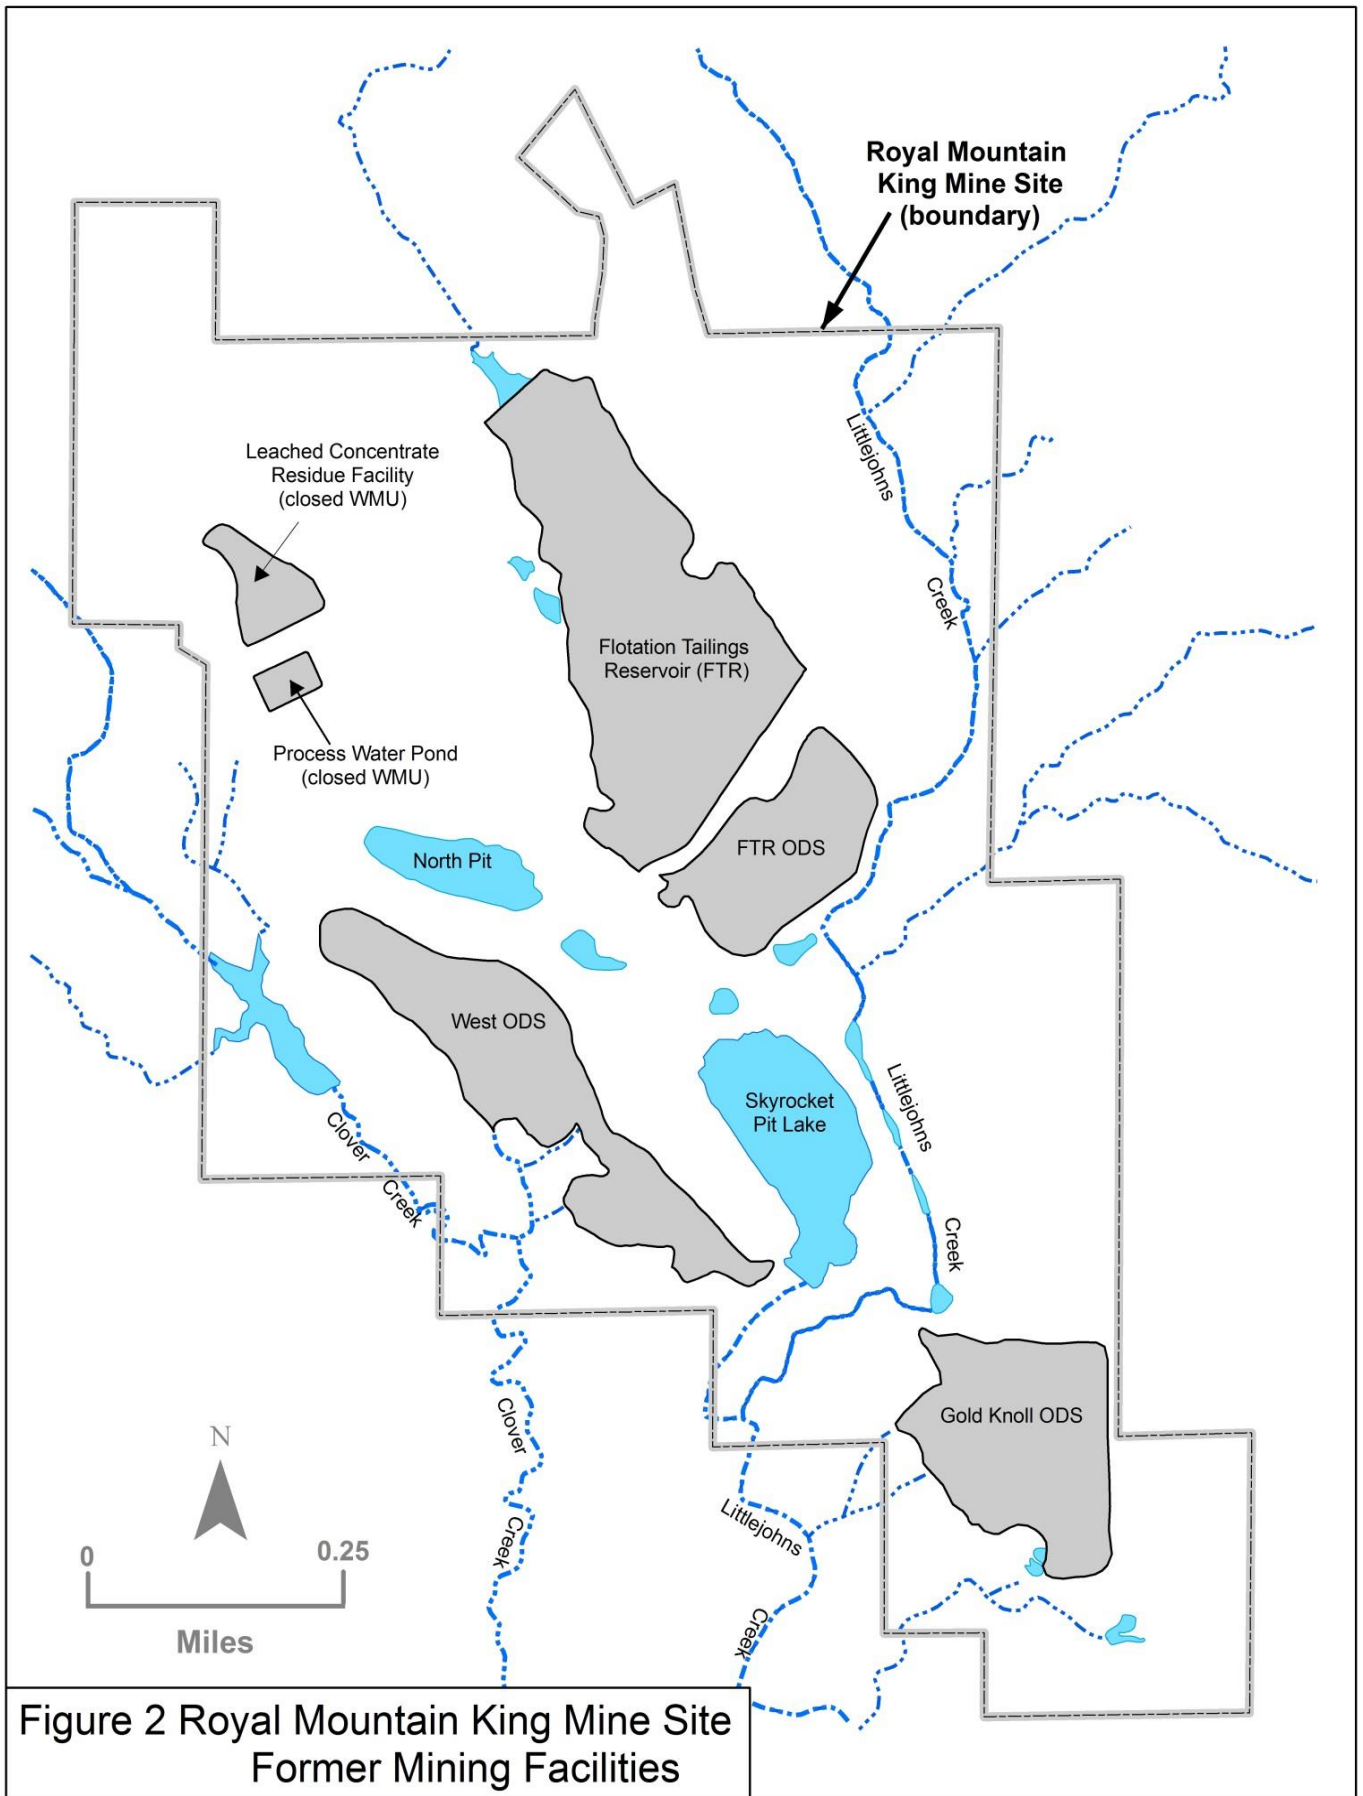 Royal Mountain
King Mine Site
(boundary)
Littlejohns
Creek
Leached Concentrate
Residue Facility
(closed WMU)
Flotation Tailings
Reservoir (FTR)
Process Water Pond
(closed WMU)
North Pit
FTR ODS
West ODS
Skyrocket
Pit Lake
Littlejohns
Creek
Clover
Creek
Gold Knoll ODS
Clover
Creek
Littlejohns
Creek
N
0 0.25
Miles
Figure 2 Royal Mountain King Mine Site
Former Mining Facilities